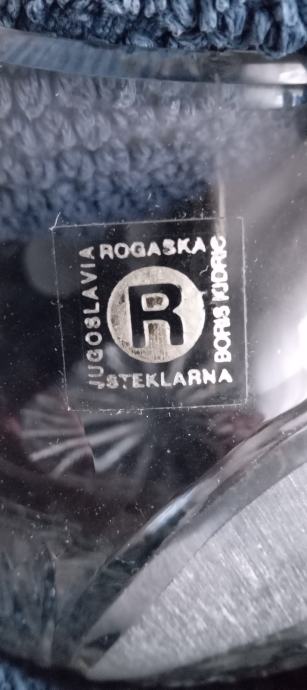 ROGASKA
BORIS KIDRIC
STEKLARNA
JUGOSLAVIA
R